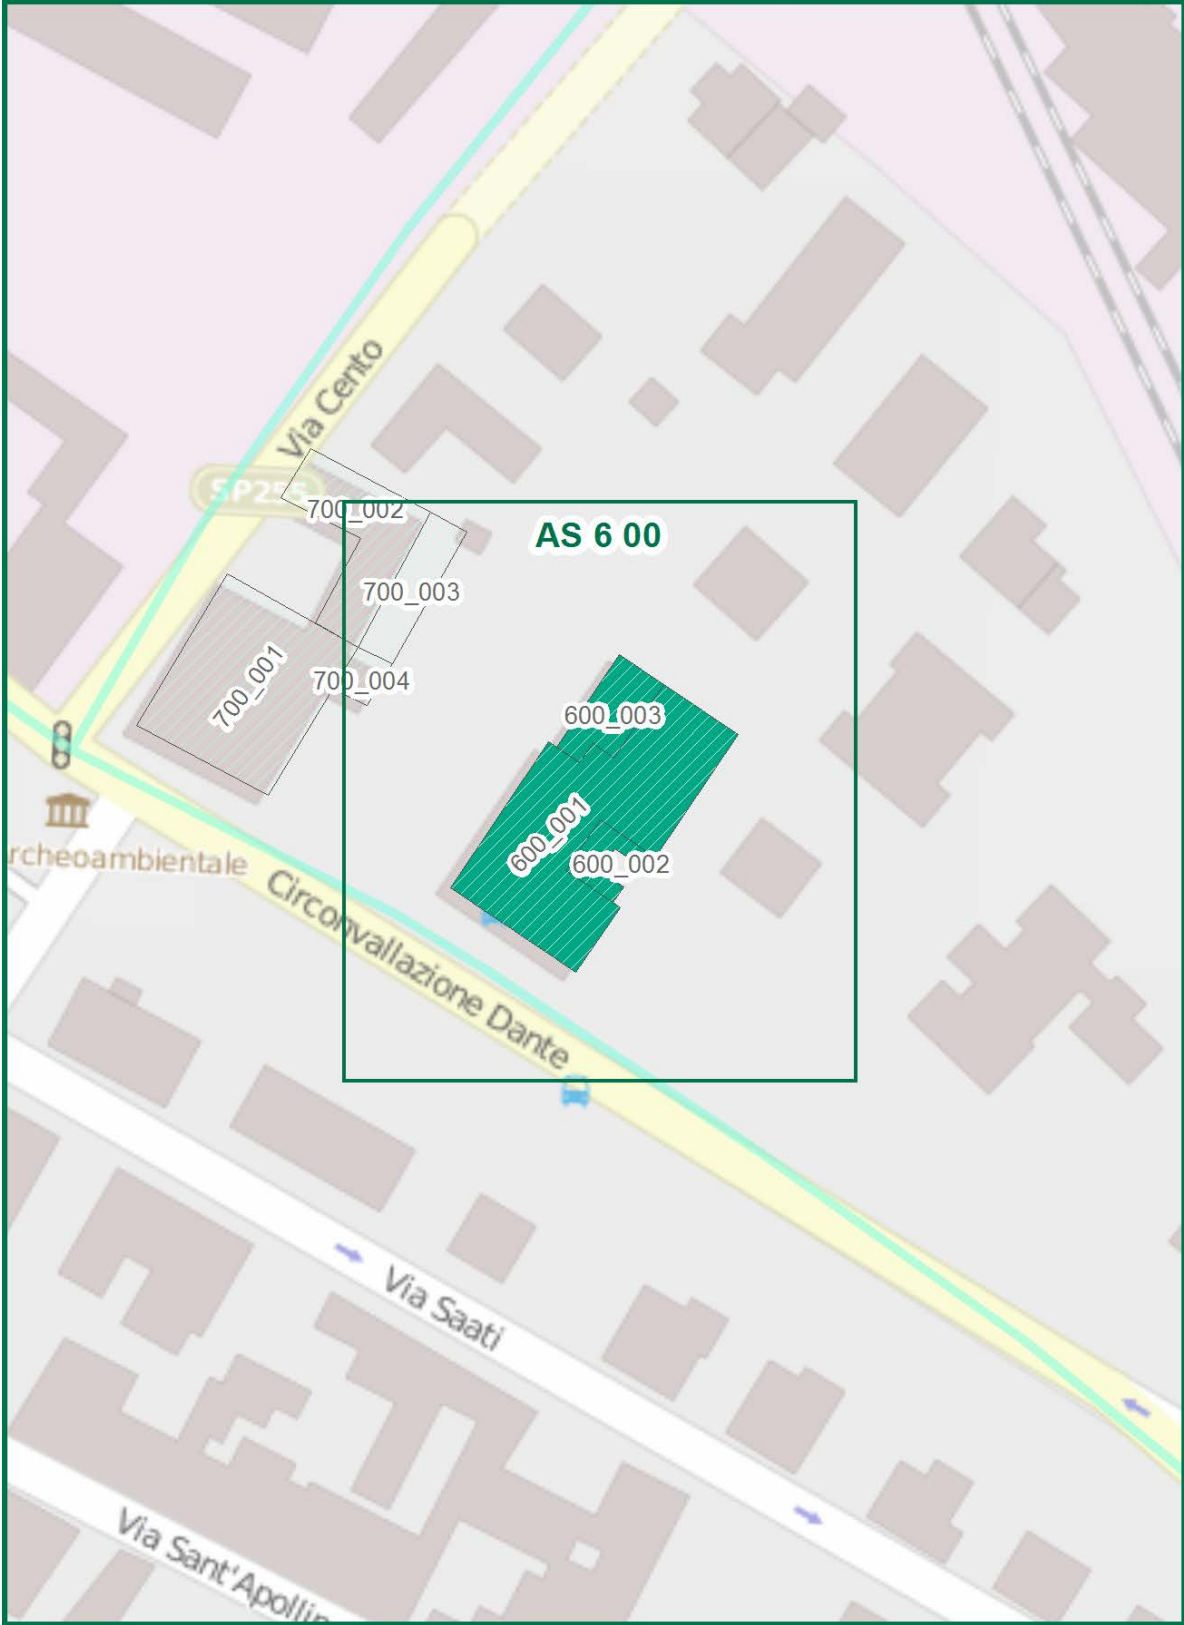 Via Cento
SP255
700_002
AS 6 00
700_003
700_001
700_004
600_003
600_001
600_002
rcheoambientale
Circonvallazione Dante
Via Saati
Via Sant'Apollin